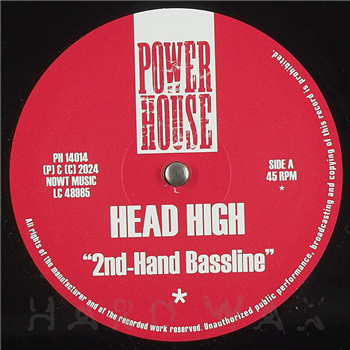 POWER
HOUSE
PH 14014
(P) & (C) 2024
NOWT MUSIC
LC 48985
SIDE A
45 RPM
*
HEAD HIGH
“2nd-Hand Bassline”
*
All rights of the manufacturer and of the recorded work reserved. Unauthorized public performance, broadcasting and copying of this record is prohibited.
HARD WAX